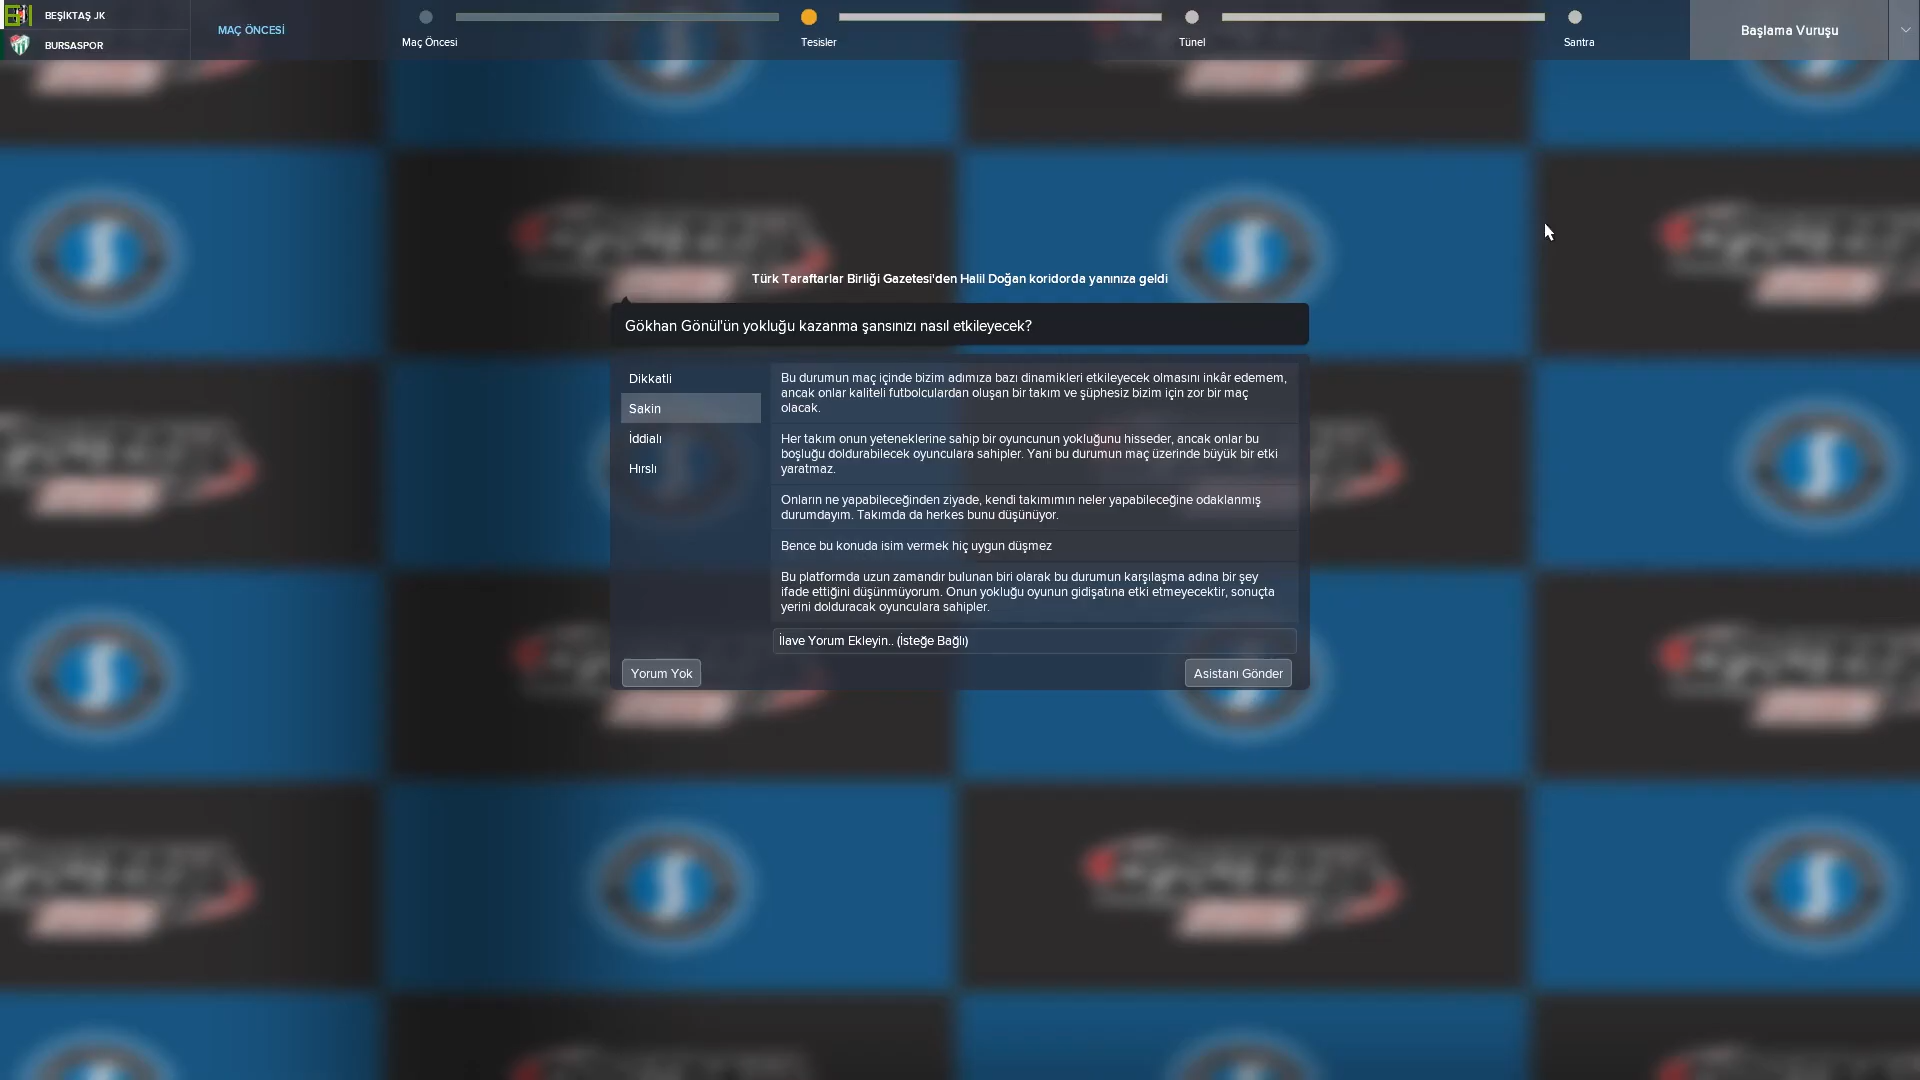 BEŞİKTAŞ JK
BURSASPOR
MAÇ ÖNCESİ
Maç Öncesi
Tesisler
Tünel
Santra
Başlama Vuruşu
Türk Taraftarlar Birliği Gazetesi'den Halil Doğan koridorda yanınıza geldi
Gökhan Gönül'ün yokluğu kazanma şansınızı nasıl etkileyecek?
Dikkatli
Sakin
İddialı
Hırslı
Bu durumun maç içinde bizim adımıza bazı dinamikleri etkileyecek olmasını inkâr edemem,
ancak onlar kaliteli futbolculardan oluşan bir takım ve şüphesiz bizim için zor bir maç
olacak.
Her takım onun yeteneklerine sahip bir oyuncunun yokluğunu hisseder, ancak onlar bu
boşluğu doldurabilecek oyunculara sahipler. Yani bu durumun maç üzerinde büyük bir etki
yaratmaz.
Onların ne yapabileceğinden ziyade, kendi takımımın neler yapabileceğine odaklanmış
durumdayım. Takımda da herkes bunu düşünüyor.
Bence bu konuda isim vermek hiç uygun düşmez
Bu platformda uzun zamandır bulunan biri olarak bu durumun karşılaşma adına bir şey
ifade ettiğini düşünmüyorum. Onun yokluğu oyunun gidişatına etki etmeyecektir, sonuçta
yerini dolduracak oyunculara sahipler.
İlave Yorum Ekleyin.. (İsteğe Bağlı)
Yorum Yok
Asistanı Gönder